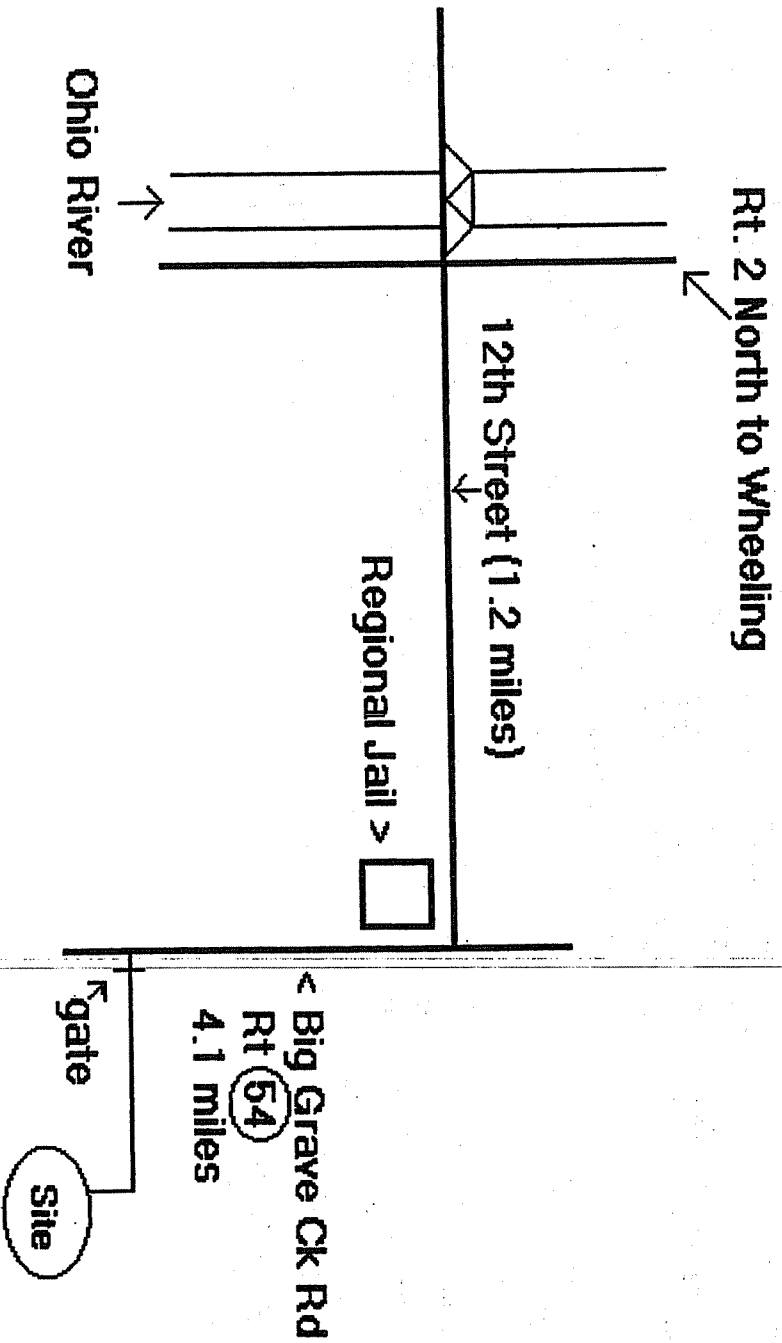 Rt. 2 North to Wheeling
12th Street (1.2 miles)
Regional Jail >
Ohio River
< Big Grave Ck Rd
Rt 54
4.1 miles
gate
Site